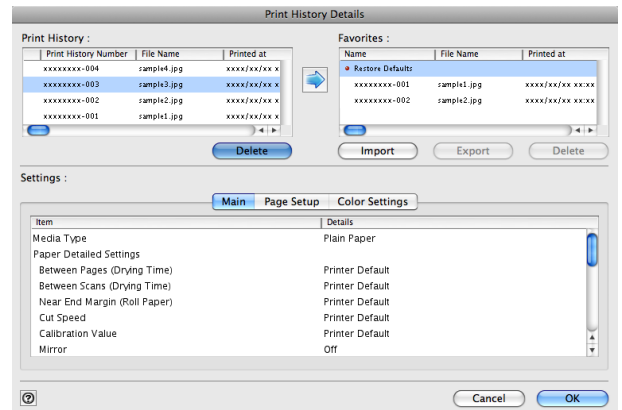 Print History Details
Print History :
Print History Number File Name Printed at
xxxxxxxx-004 sample4.jpg xxxx/xx/xx x
xxxxxxxx-003 sample3.jpg xxxx/xx/xx x
xxxxxxxx-002 sample2.jpg xxxx/xx/xx x
xxxxxxxx-001 sample1.jpg xxxx/xx/xx x
Delete
Favorites :
Name File Name Printed at
Restore Defaults
xxxxxxxx-001 sample1.jpg xxxx/xx/xx xx:xx
xxxxxxxx-002 sample2.jpg xxxx/xx/xx xx:xx
Import Export Delete
Settings :
Main Page Setup Color Settings
Item Details
Media Type Plain Paper
Paper Detailed Settings
Between Pages (Drying Time) Printer Default
Between Scans (Drying Time) Printer Default
Near End Margin (Roll Paper) Printer Default
Cut Speed Printer Default
Calibration Value Printer Default
Mirror Off
? Cancel OK